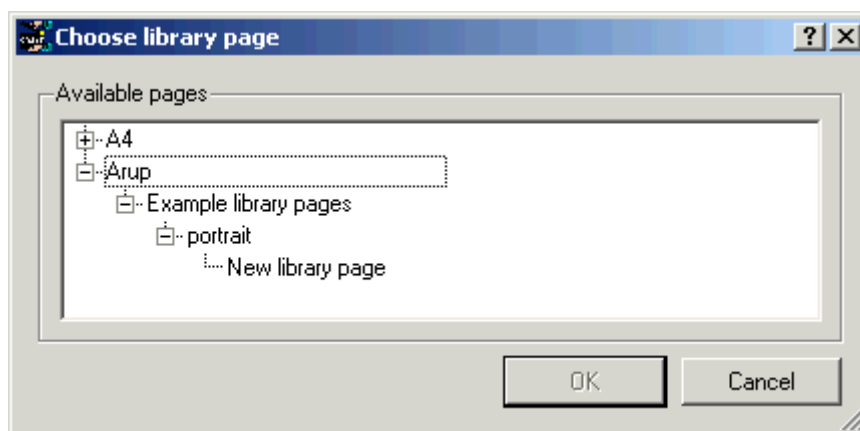 Choose library page
Available pages
A4
Arup
Example library pages
portrait
New library page
OK
Cancel